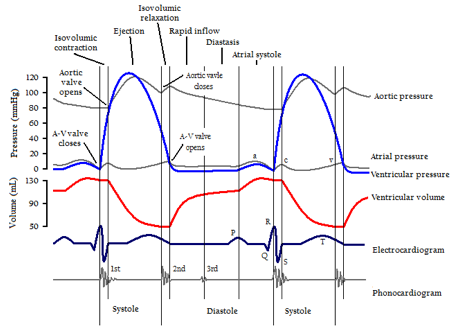 Isovolumic
relaxation
Isovolumic
contraction
Ejection
Rapid inflow
Diastasis
Atrial systole
Aortic
valve
opens
Aortic vavle
closes
A-V valve
closes
A-V valve
opens
Pressure (mmHg)
120
100
80
60
40
20
0
a
c
v
Aortic pressure
Atrial pressure
Ventricular pressure
Volume (mL)
130
90
50
Ventricular volume
P
R
Q
S
T
Electrocardiogram
1st
2nd
3rd
Phonocardiogram
Systole
Diastole
Systole